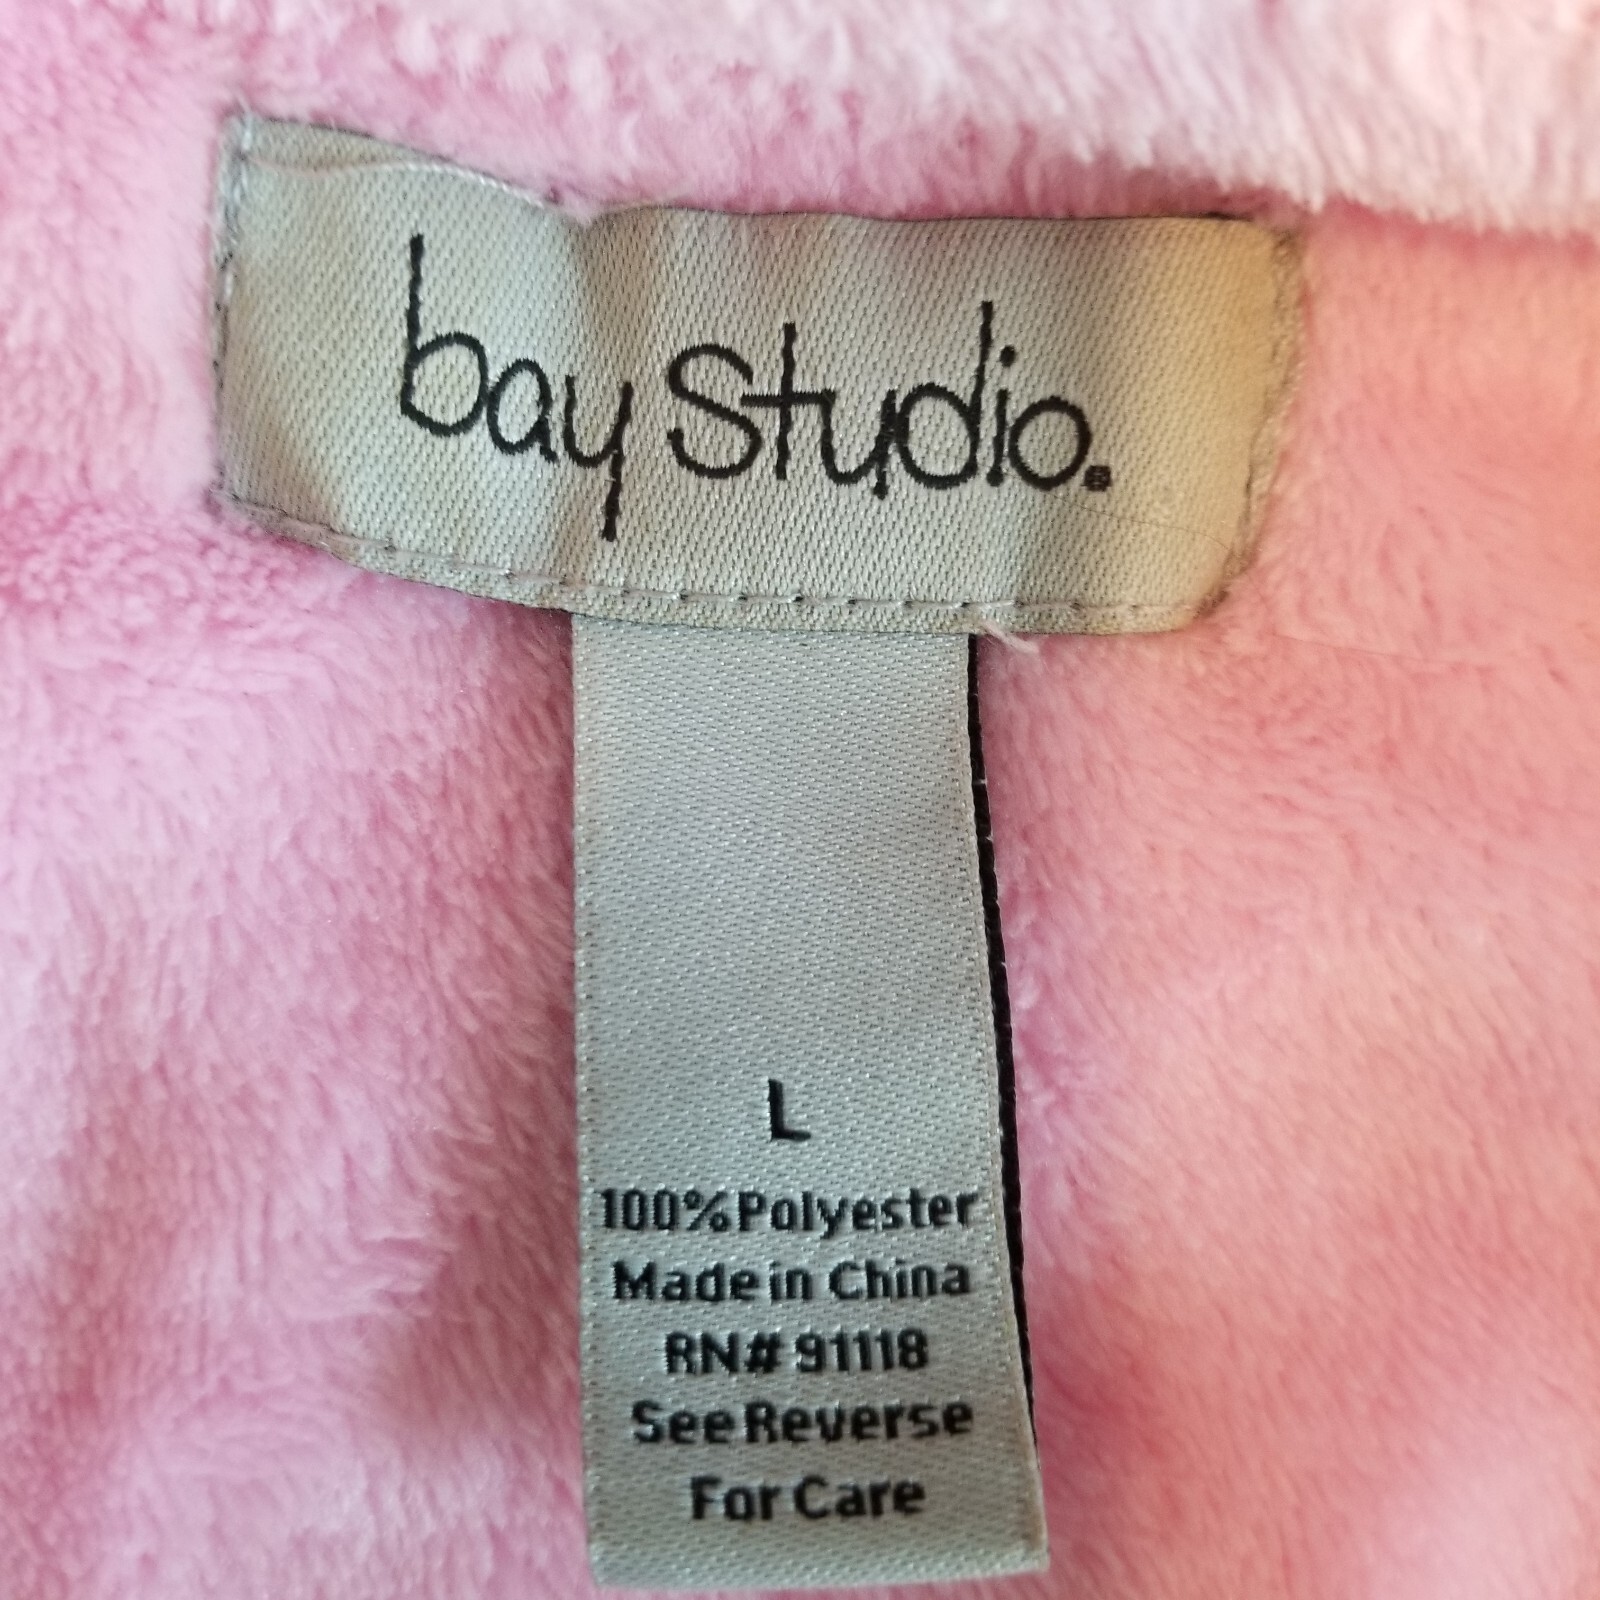 bay Studio.
L
100% Polyester
Made in China
RN# 91118
See Reverse
For Care